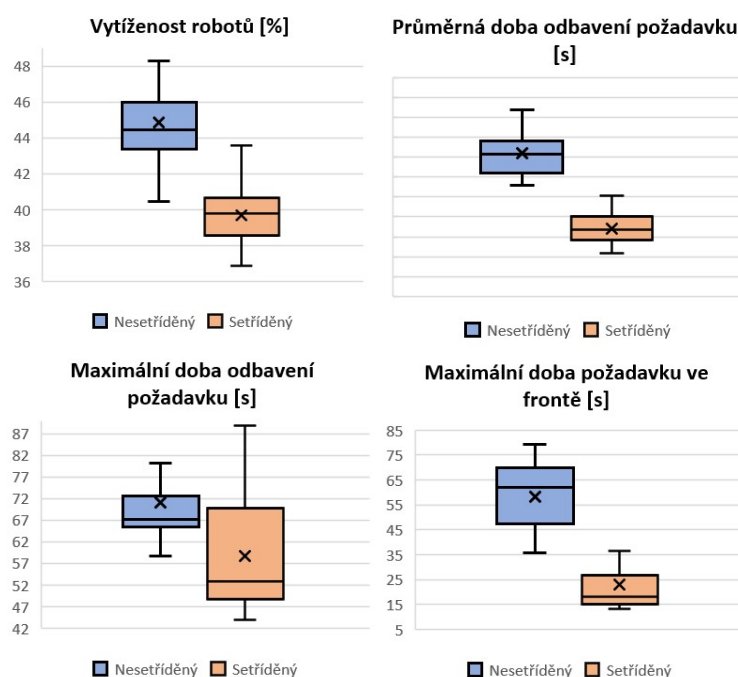 Vytíženost robotů [%]
48
46
44
42
40
38
36
Nesetříděný Setříděný
Průměrná doba odbavení požadavku
[s]
Nesetříděný Setříděný
Maximální doba odbavení
požadavku [s]
87
82
77
72
67
62
57
52
47
42
Nesetříděný Setříděný
Maximální doba požadavku ve
frontě [s]
85
75
65
55
45
35
25
15
5
Nesetříděný Setříděný